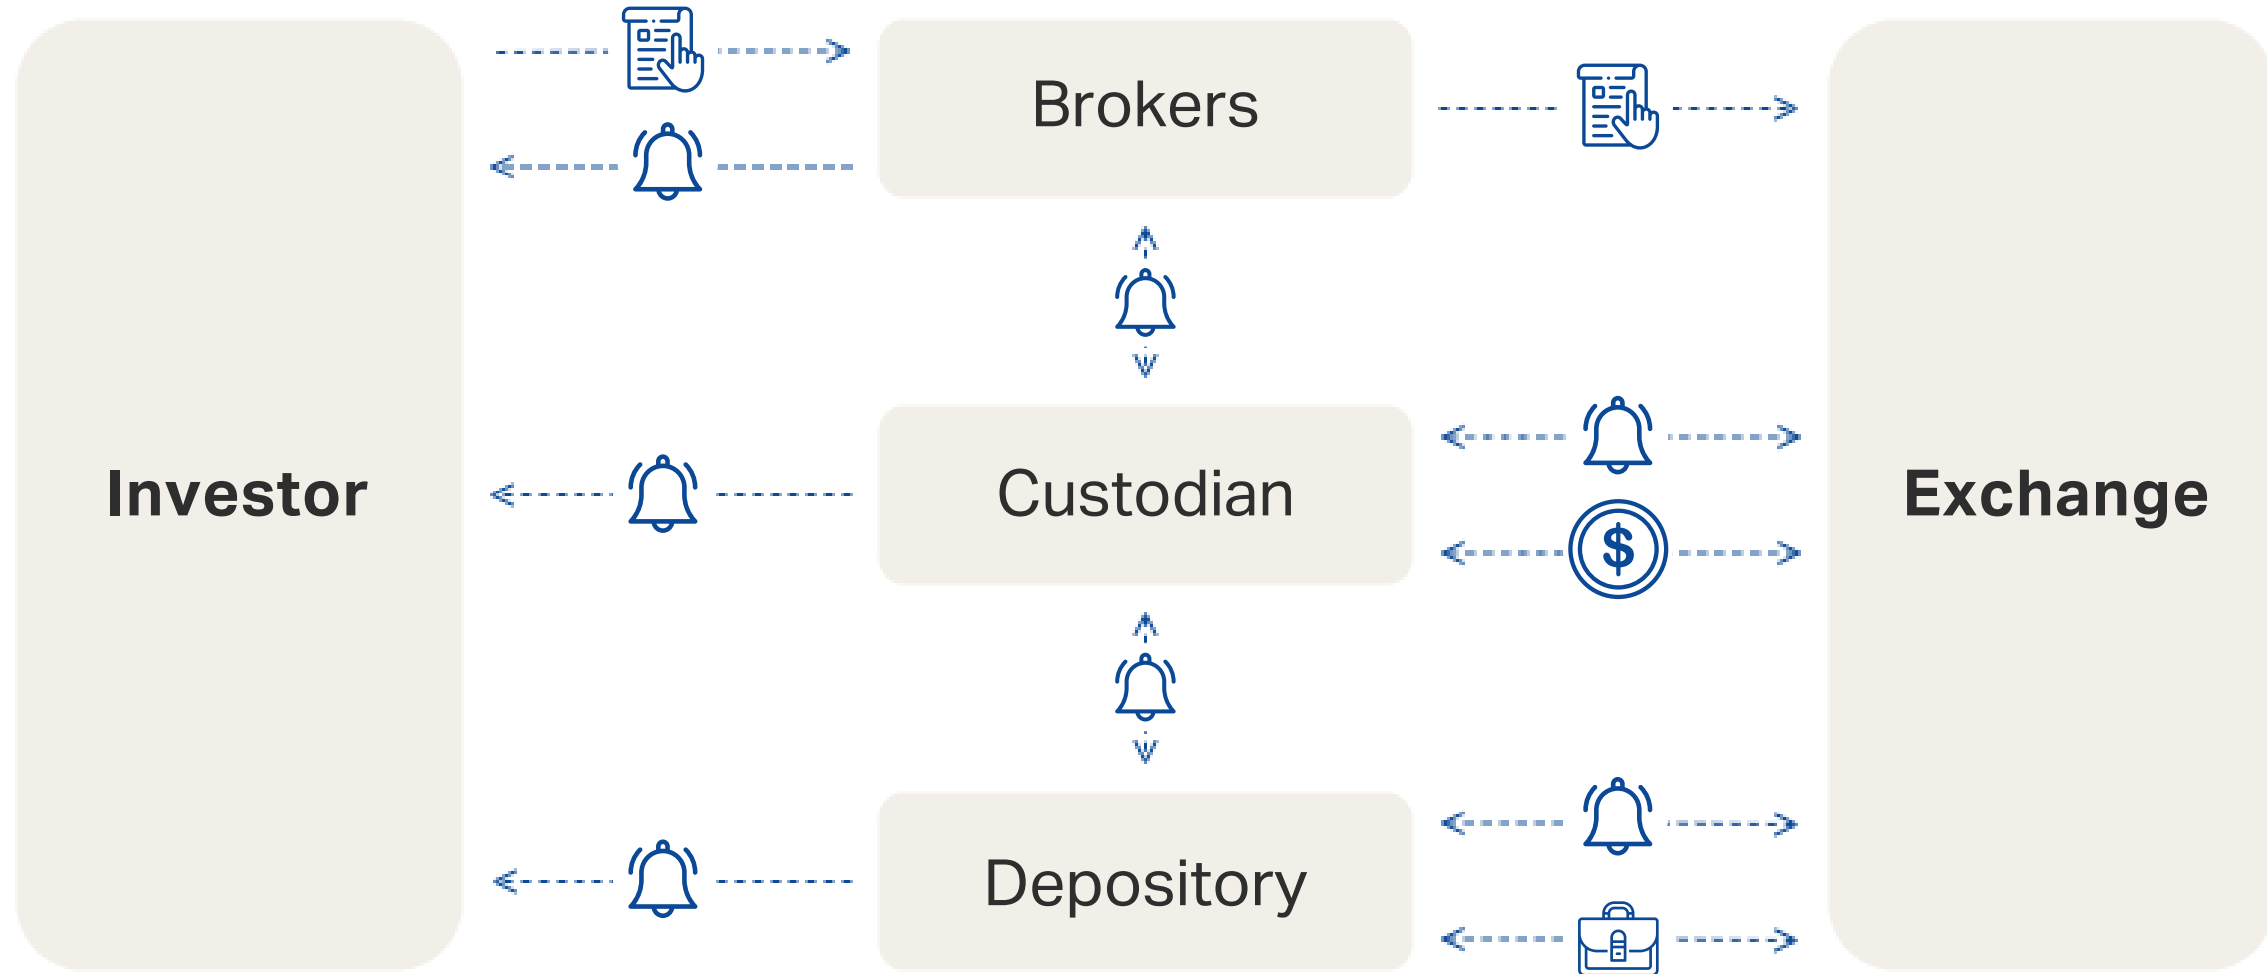 Brokers
Investor
Custodian
Exchange
Depository
$